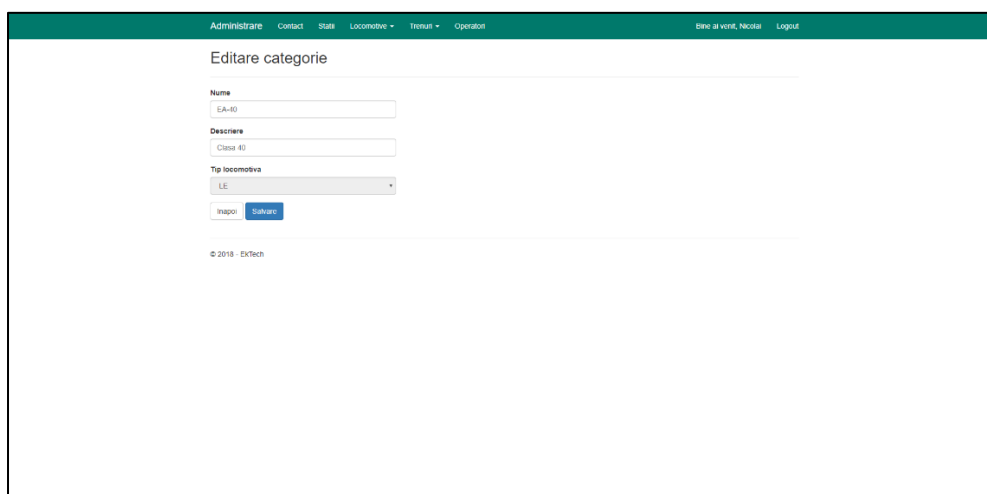 Administrare Contact Statii Locomotive Trenuri Operatori Bine ai venit, Nicolai Logout
Editare categorie
Nume
EA-40
Descriere
Clasa 40
Tip locomotiva
LE
Inapoi Salvare
© 2018 - EkTech